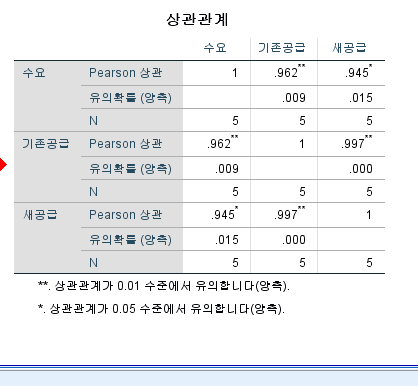 상관관계
수요 기존공급 새공급
수요 Pearson 상관 1 .962** .945*
유의확률 (양측) .009 .015
N 5 5 5
기존공급 Pearson 상관 .962** 1 .997**
유의확률 (양측) .009 .000
N 5 5 5
새공급 Pearson 상관 .945* .997** 1
유의확률 (양측) .015 .000
N 5 5 5
**. 상관관계가 0.01 수준에서 유의합니다(양측).
*. 상관관계가 0.05 수준에서 유의합니다(양측).